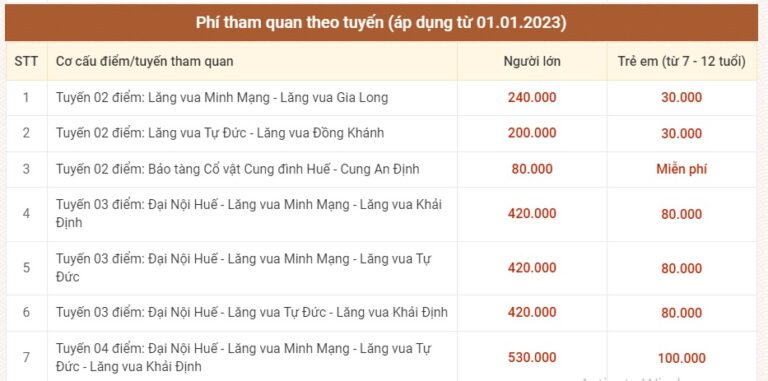 Phí tham quan theo tuyến (áp dụng từ 01.01.2023)
STT Cơ cấu điểm/tuyến tham quan Người lớn Trẻ em (từ 7 - 12 tuổi)
1 Tuyến 02 điểm: Lăng vua Minh Mạng - Lăng vua Gia Long 240.000 30.000
2 Tuyến 02 điểm: Lăng vua Tự Đức - Lăng vua Đồng Khánh 200.000 30.000
3 Tuyến 02 điểm: Bảo tàng Cổ vật Cung đình Huế - Cung An Định 80.000 Miễn phí
4 Tuyến 03 điểm: Đại Nội Huế - Lăng vua Minh Mạng - Lăng vua Khải 420.000 80.000
Định
5 Tuyến 03 điểm: Đại Nội Huế - Lăng vua Minh Mạng - Lăng vua Tự 420.000 80.000
Đức
6 Tuyến 03 điểm: Đại Nội Huế - Lăng vua Tự Đức - Lăng vua Khải Định 420.000 80.000
7 Tuyến 04 điểm: Đại Nội Huế - Lăng vua Minh Mạng - Lăng vua Tự 530.000 100.000
Đức - Lăng vua Khải Định